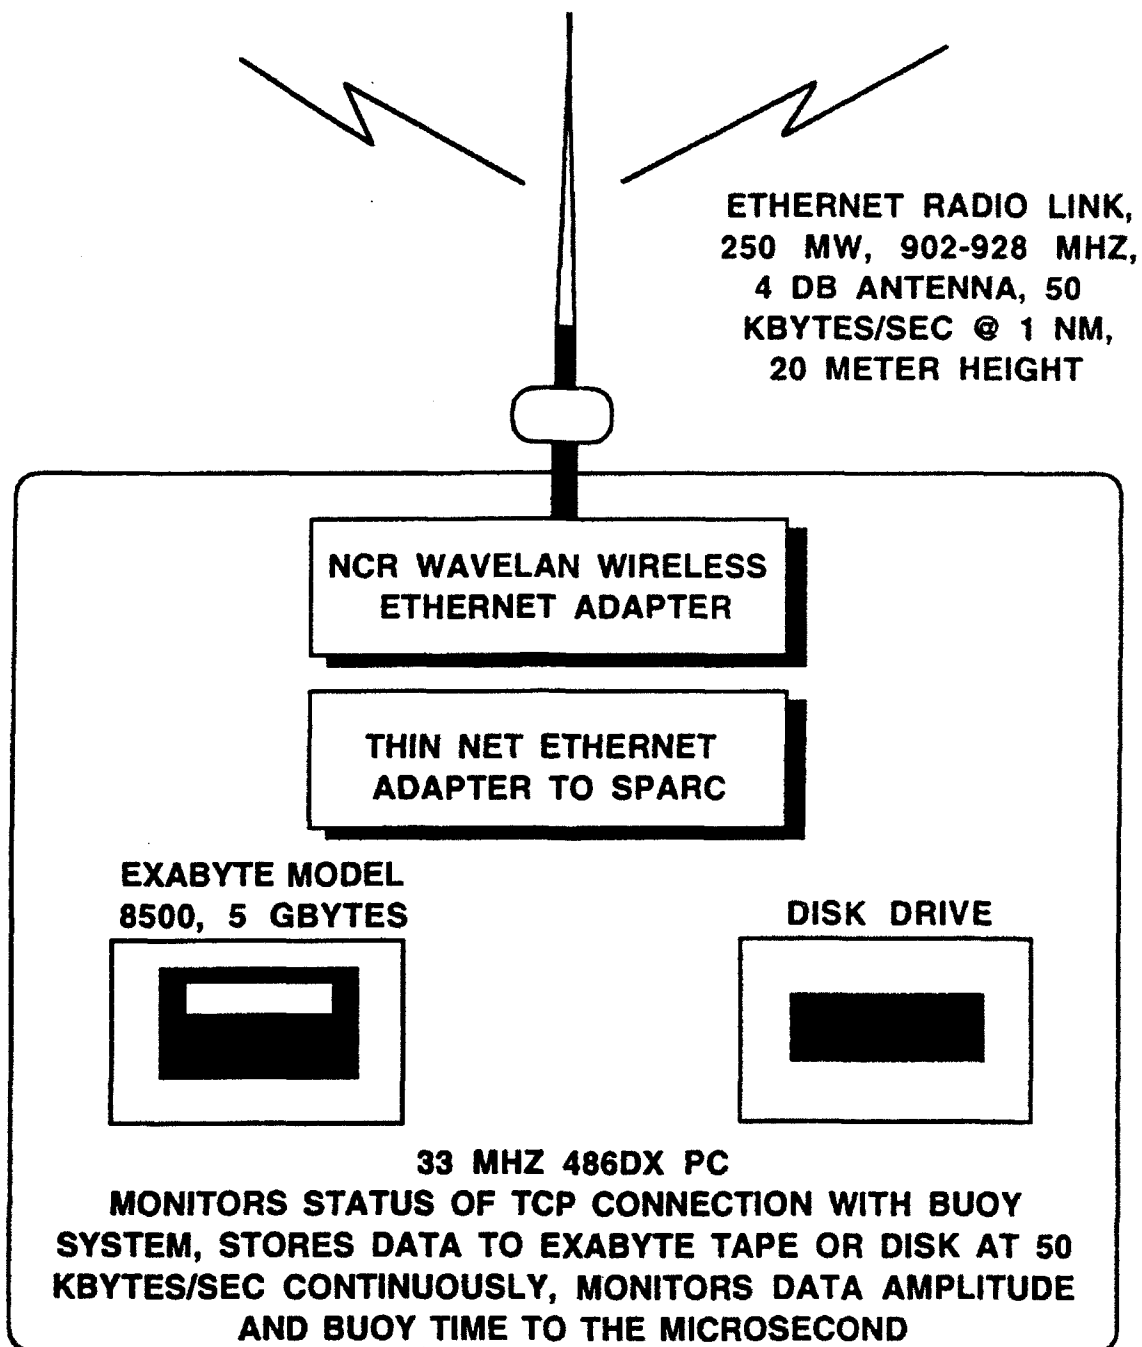 ETHERNET RADIO LINK,
250 MW, 902-928 MHZ,
4 DB ANTENNA, 50
KBYTES/SEC @ 1 NM,
20 METER HEIGHT
NCR WAVELAN WIRELESS
ETHERNET ADAPTER
THIN NET ETHERNET
ADAPTER TO SPARC
EXABYTE MODEL
8500, 5 GBYTES
DISK DRIVE
33 MHZ 486DX PC
MONITORS STATUS OF TCP CONNECTION WITH BUOY
SYSTEM, STORES DATA TO EXABYTE TAPE OR DISK AT 50
KBYTES/SEC CONTINUOUSLY, MONITORS DATA AMPLITUDE
AND BUOY TIME TO THE MICROSECOND